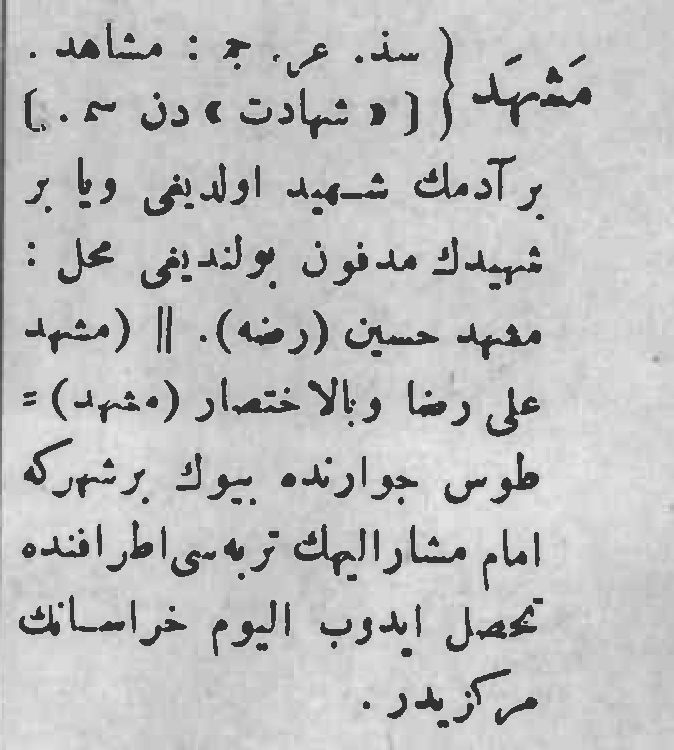 مَشْهَد { سذ. عر. جـ : مشاهد .
[ « شهادت » دن سم . ]
بر آدمك شهيد اولديغى ويا بر
شهيدك مدفون بولنديغى محل :
مشهد حسين (رضه). || (مشهد
على رضا وبالاختصار (مشهد) =
طوس جوارنده بيوك بر شهركه
امام مشاراليهك تربه‌سى اطرافنده
تحصل ايدوب اليوم خراسانك
مركزيدر .